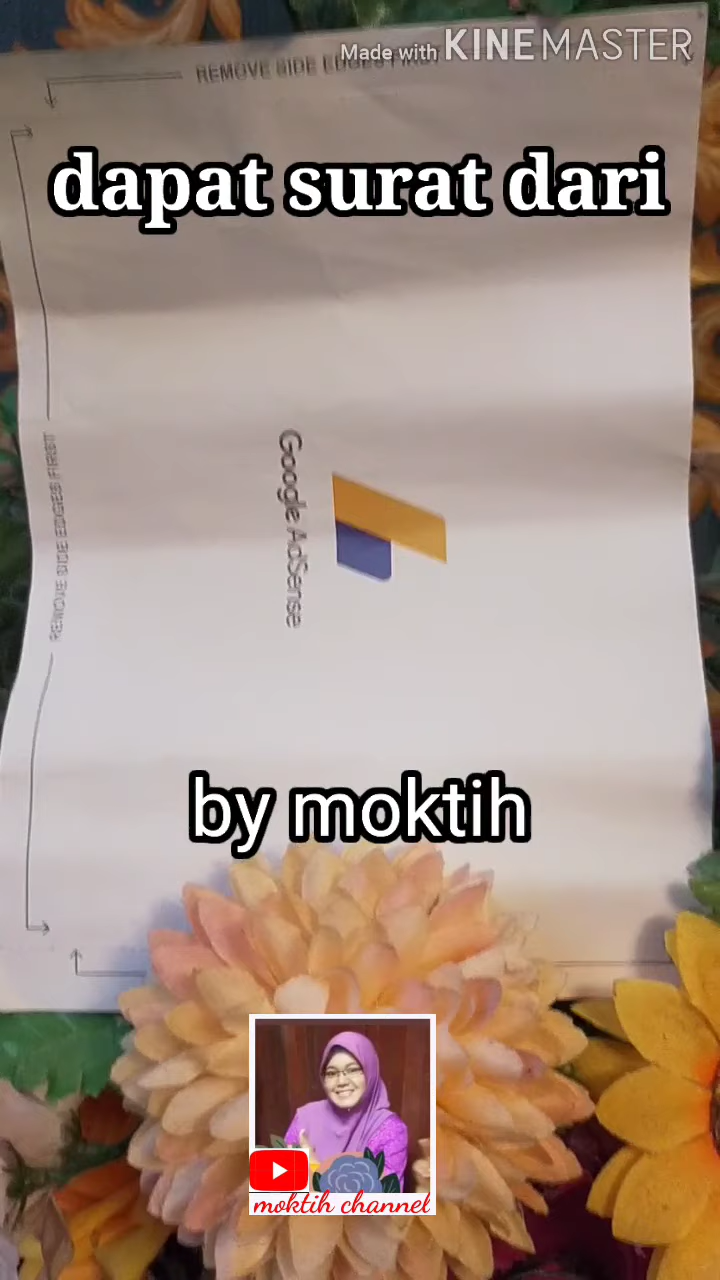 Made with KINEMASTER
REMOVE SIDE EDGES FIRST
dapat surat dari
Google AdSense
REMOVE SIDE EDGES FIRST
by moktih
moktih channel